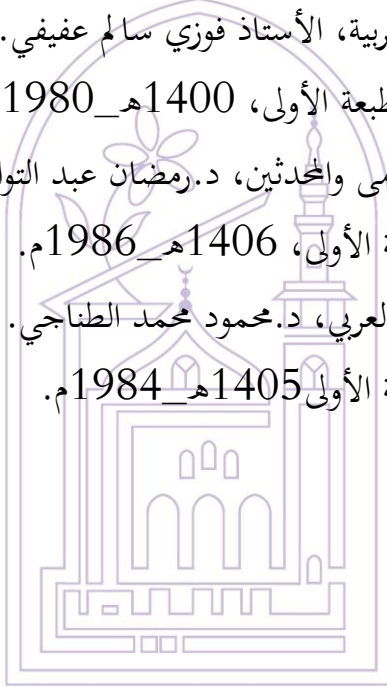 ربية، الأستاذ فوزي سالم عفيفي.
طبعة الأولى، 1400هـ_1980
مى والمحدثين، د.رمضان عبد التوا
ة الأولى، 1406هـ_1986م.
لعربي، د.محمود محمد الطناجي.
ة الأولى1405هـ_1984م.